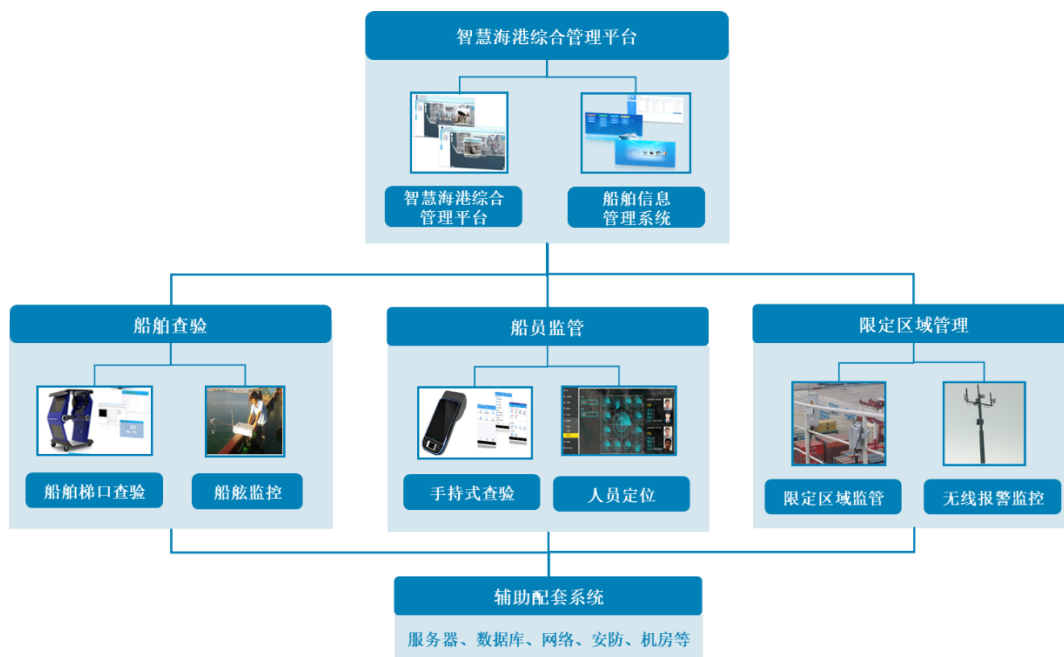 智慧海港综合管理平台
智慧海港综合
管理平台
船舶信息
管理系统
船舶查验
船员监管
限定区域管理
船舶梯口查验
船舷监控
手持式查验
人员定位
限定区域监管
无线报警监控
辅助配套系统
服务器、数据库、网络、安防、机房等